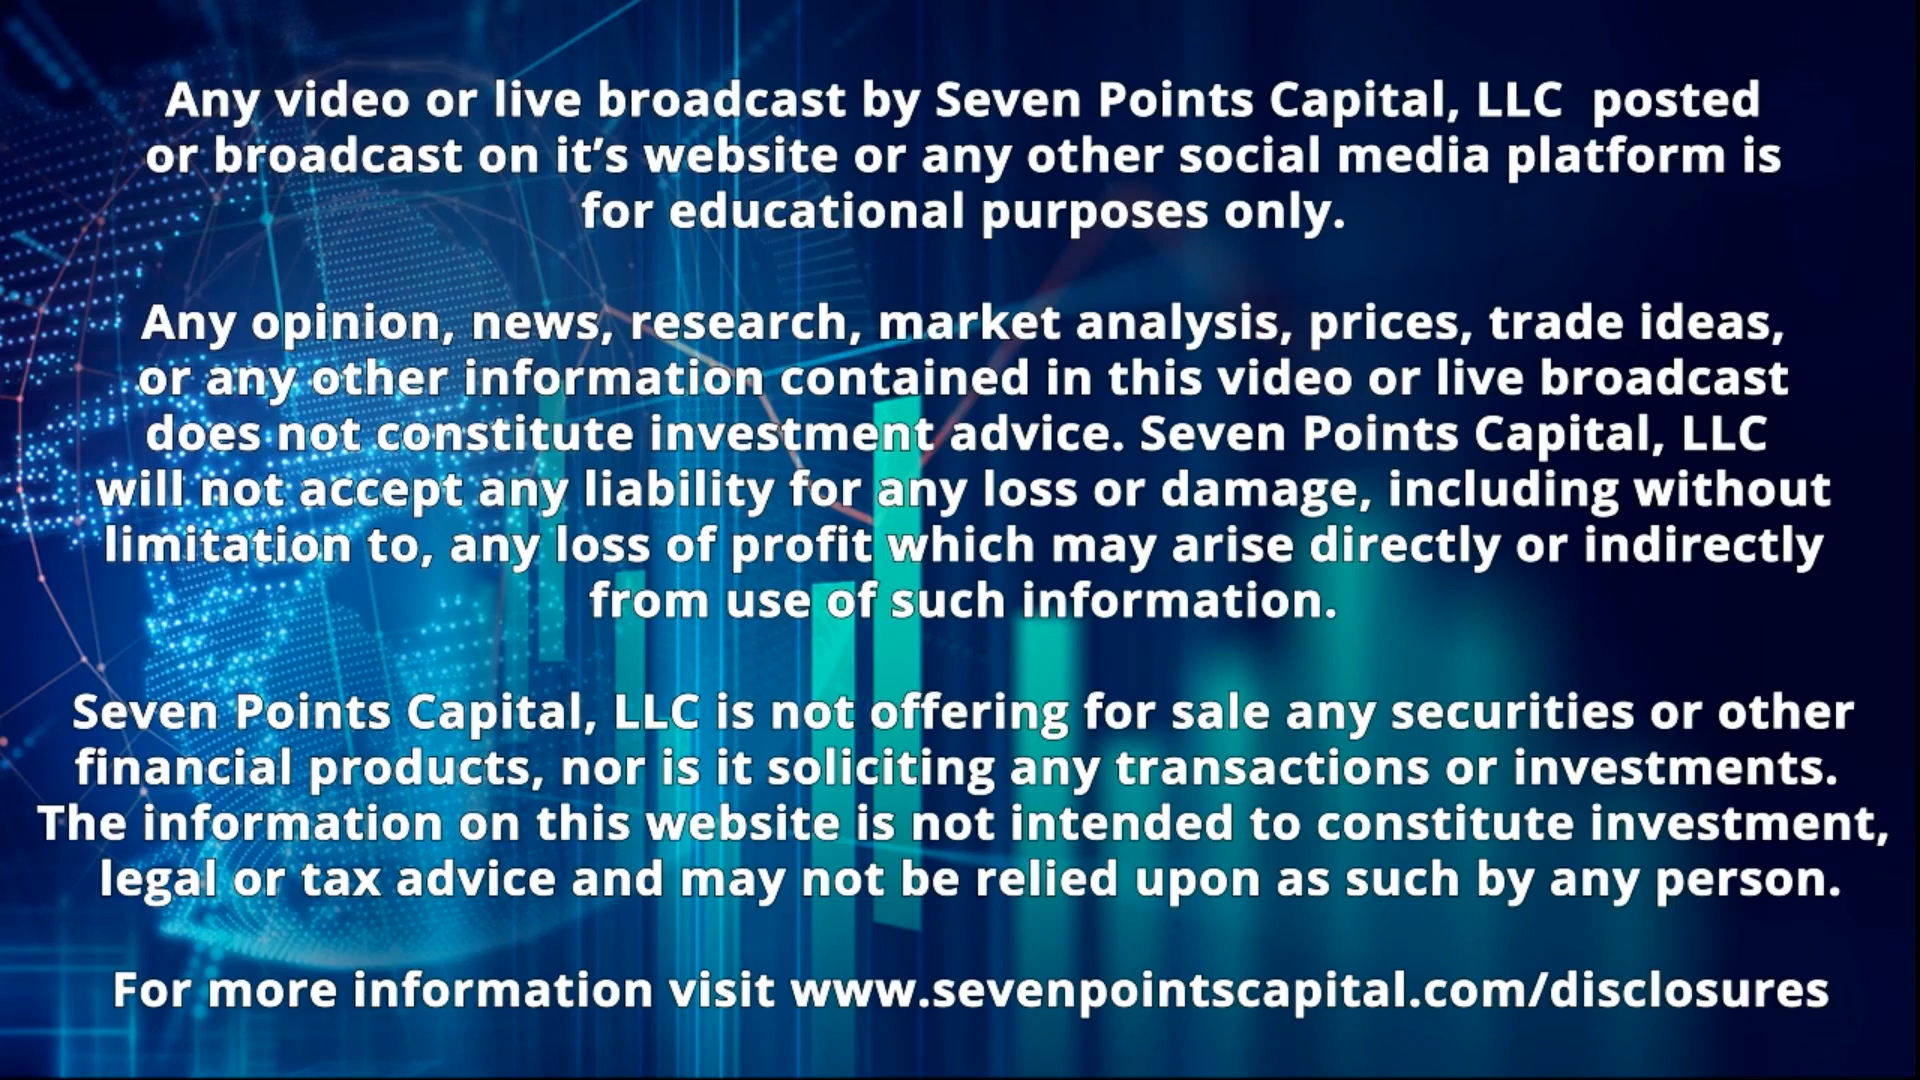 Any video or live broadcast by Seven Points Capital, LLC  posted
or broadcast on it’s website or any other social media platform is
for educational purposes only.
Any opinion, news, research, market analysis, prices, trade ideas,
or any other information contained in this video or live broadcast
does not constitute investment advice. Seven Points Capital, LLC
will not accept any liability for any loss or damage, including without
limitation to, any loss of profit which may arise directly or indirectly
from use of such information.
Seven Points Capital, LLC is not offering for sale any securities or other
financial products, nor is it soliciting any transactions or investments.
The information on this website is not intended to constitute investment,
legal or tax advice and may not be relied upon as such by any person.
For more information visit www.sevenpointscapital.com/disclosures